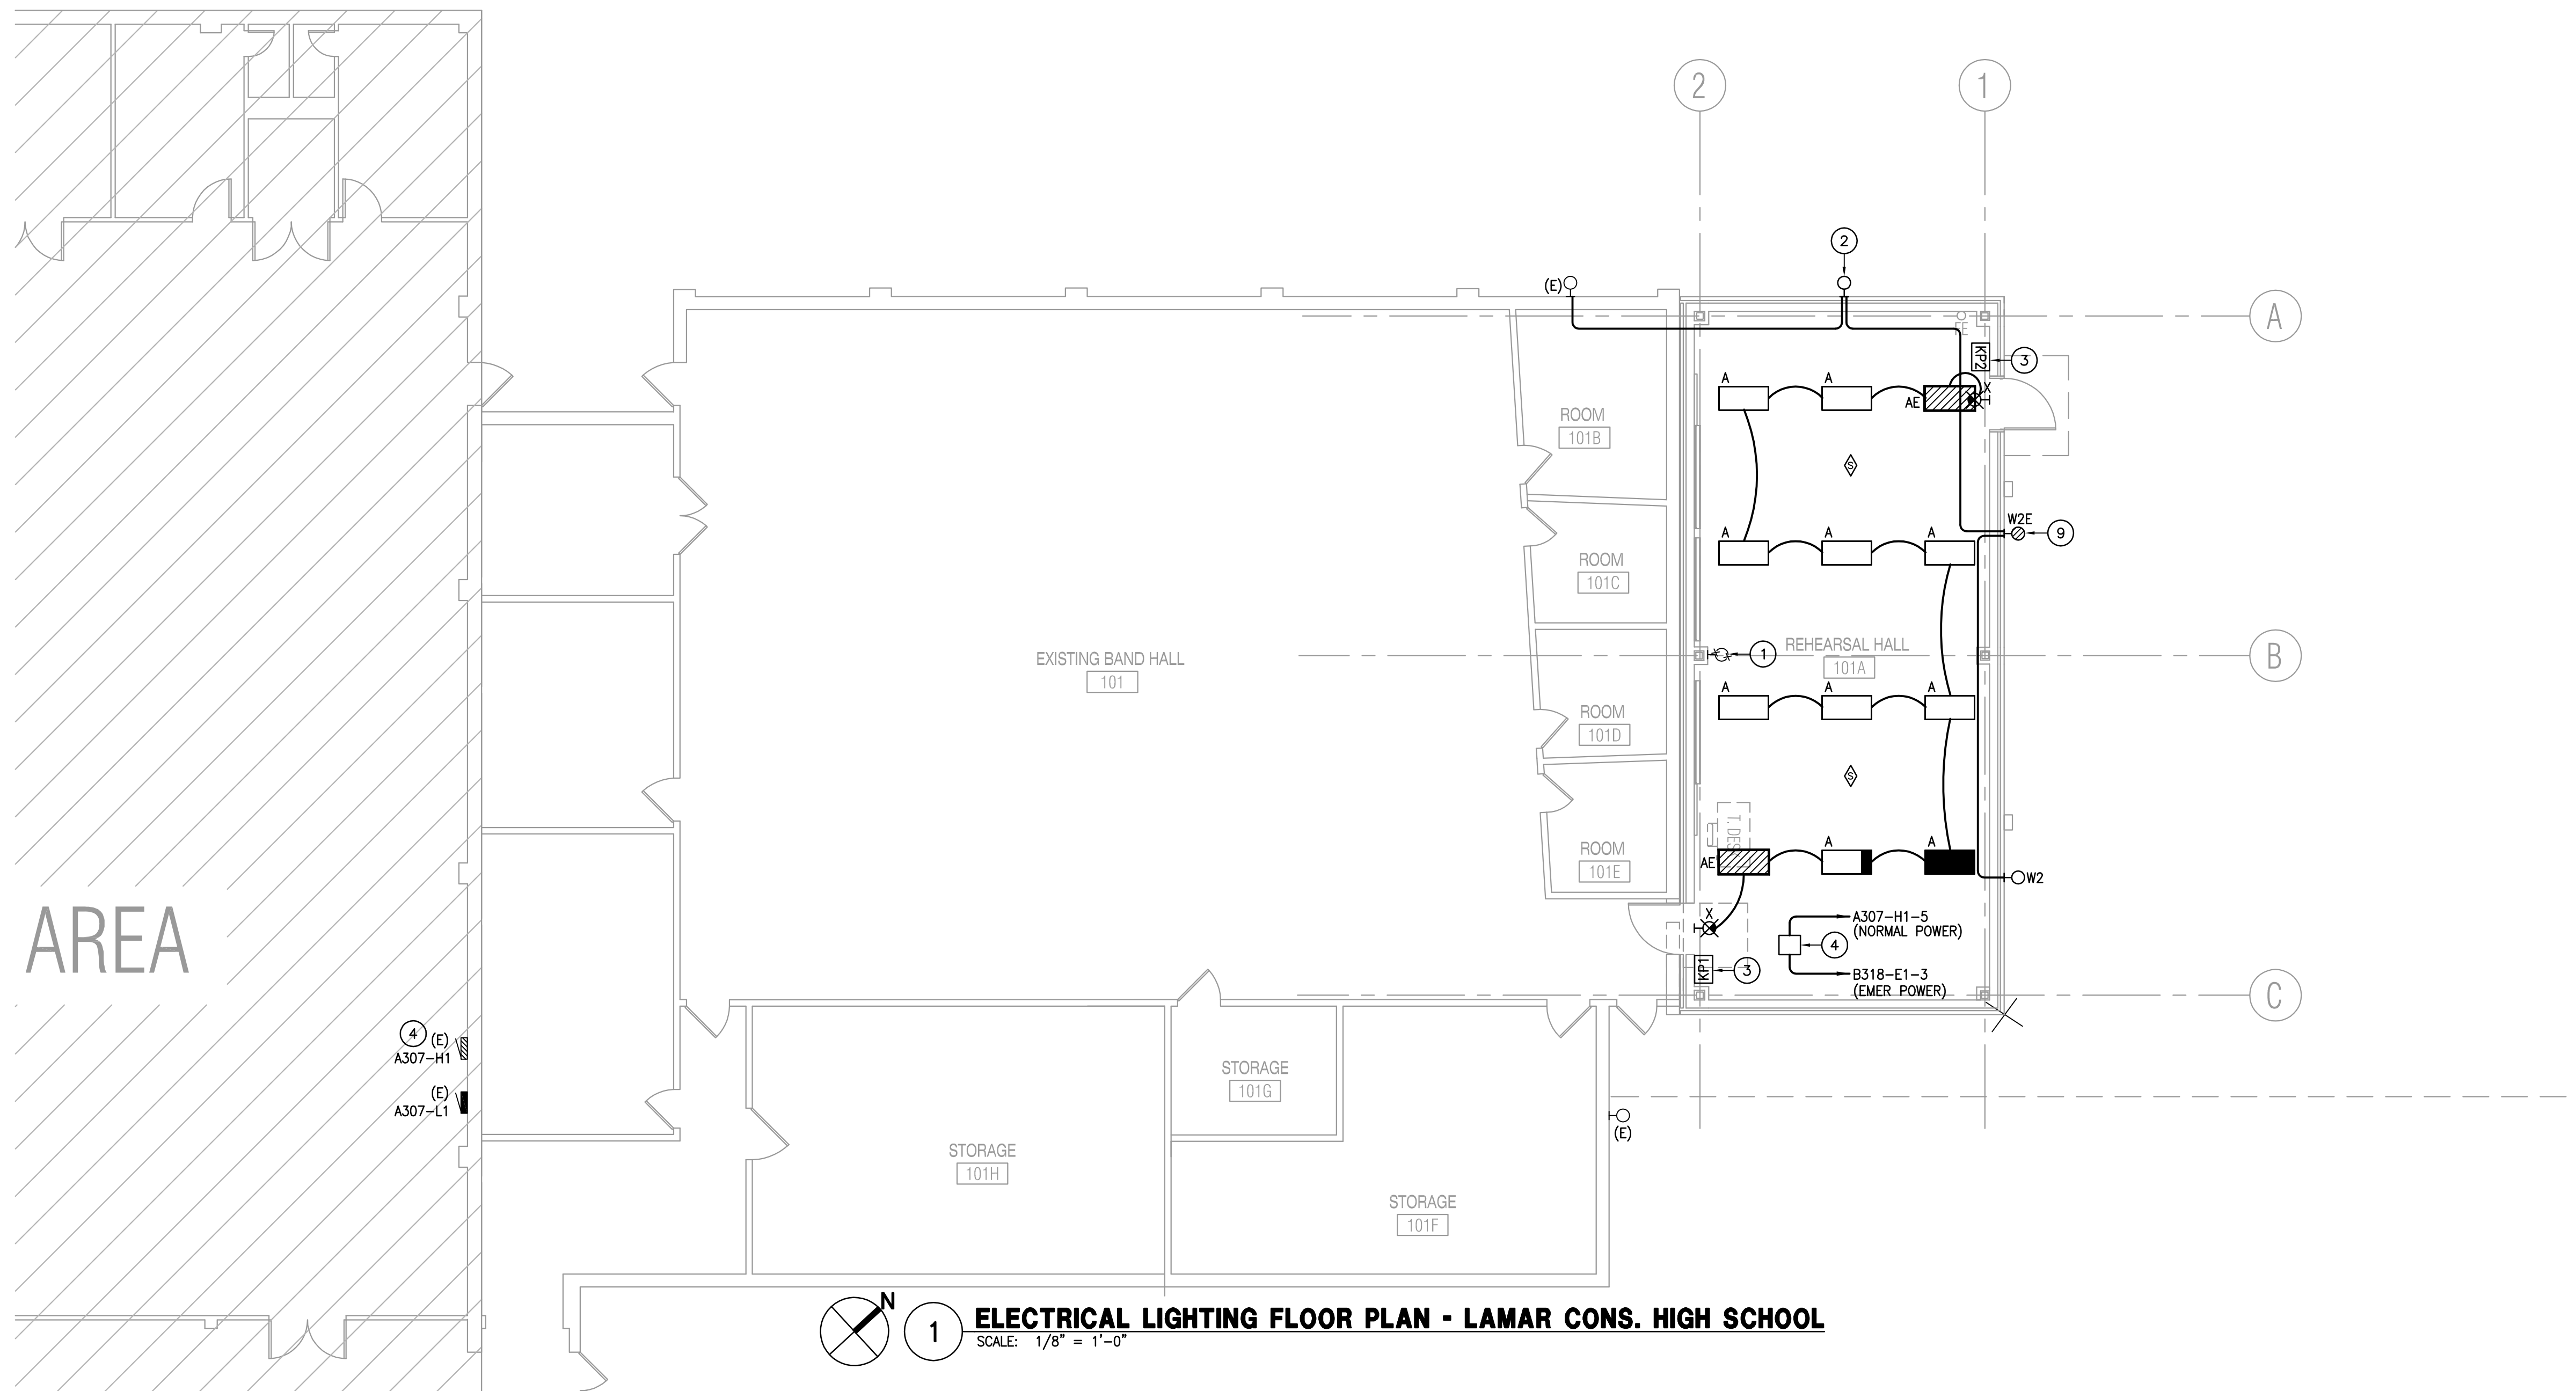 2
1
2
(E)
A
FE
KP2
3
A
A
X
AE
ROOM
101B
S
W2E
9
A
A
A
ROOM
101C
EXISTING BAND HALL
101
1
REHEARSAL HALL
101A
B
A
A
A
ROOM
101D
S
T. DES
ROOM
101E
A
A
AE
W2
AREA
X
A307-H1-5
(NORMAL POWER)
4
KP1
3
B318-E1-3
(EMER POWER)
C
4
(E)
A307-H1
(E)
A307-L1
STORAGE
101G
(E)
STORAGE
101H
STORAGE
101F
N
1
ELECTRICAL LIGHTING FLOOR PLAN - LAMAR CONS. HIGH SCHOOL
SCALE: 1/8" = 1'-0"